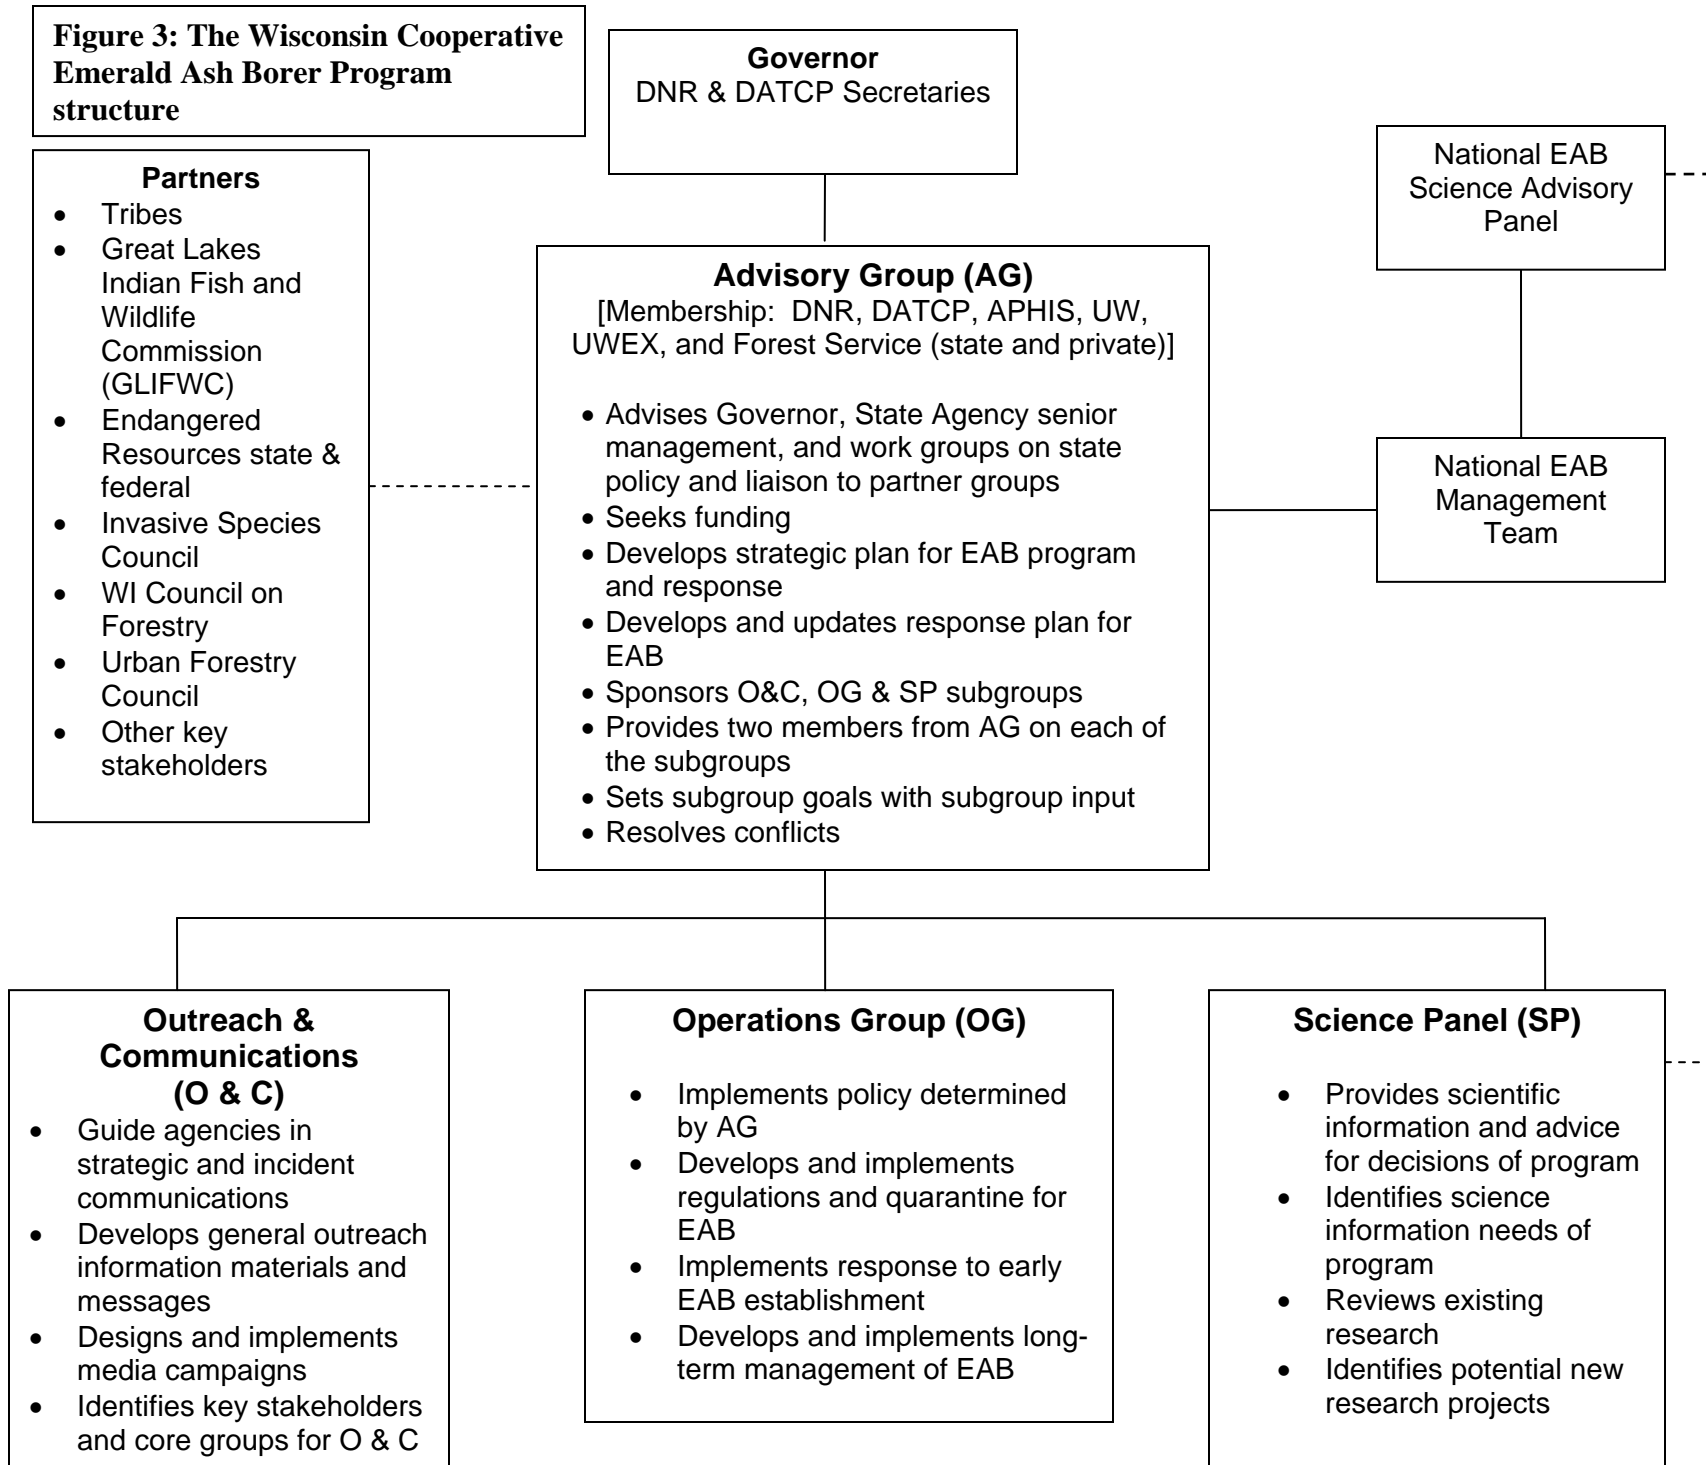 Figure 3: The Wisconsin Cooperative
Emerald Ash Borer Program
structure
Governor
DNR & DATCP Secretaries
Partners
• Tribes
• Great Lakes
Indian Fish and
Wildlife
Commission
(GLIFWC)
• Endangered
Resources state &
federal
• Invasive Species
Council
• WI Council on
Forestry
• Urban Forestry
Council
• Other key
stakeholders
Advisory Group (AG)
[Membership: DNR, DATCP, APHIS, UW,
UWEX, and Forest Service (state and private)]
• Advises Governor, State Agency senior
management, and work groups on state
policy and liaison to partner groups
• Seeks funding
• Develops strategic plan for EAB program
and response
• Develops and updates response plan for
EAB
• Sponsors O&C, OG & SP subgroups
• Provides two members from AG on each of
the subgroups
• Sets subgroup goals with subgroup input
• Resolves conflicts
National EAB
Science Advisory
Panel
National EAB
Management
Team
Outreach &
Communications
(O & C)
• Guide agencies in
strategic and incident
communications
• Develops general outreach
information materials and
messages
• Designs and implements
media campaigns
• Identifies key stakeholders
and core groups for O & C
Operations Group (OG)
• Implements policy determined
by AG
• Develops and implements
regulations and quarantine for
EAB
• Implements response to early
EAB establishment
• Develops and implements long-
term management of EAB
Science Panel (SP)
• Provides scientific
information and advice
for decisions of program
• Identifies science
information needs of
program
• Reviews existing
research
• Identifies potential new
research projects